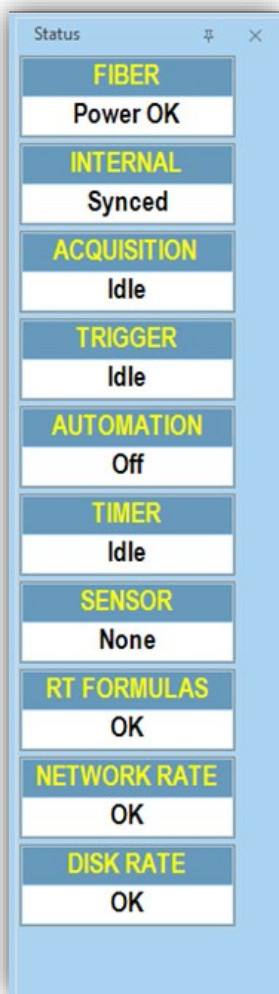 Status
FIBER
Power OK
INTERNAL
Synced
ACQUISITION
Idle
TRIGGER
Idle
AUTOMATION
Off
TIMER
Idle
SENSOR
None
RT FORMULAS
OK
NETWORK RATE
OK
DISK RATE
OK